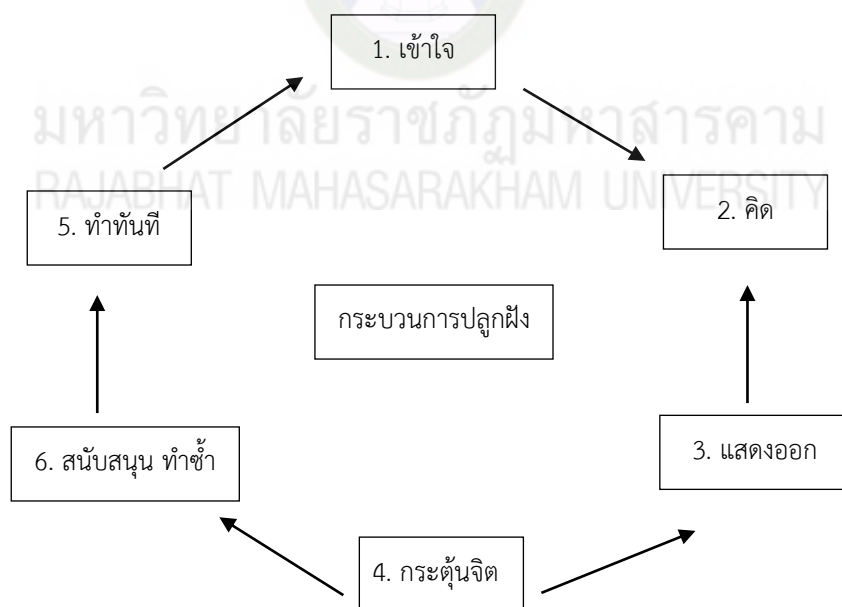 1. เข้าใจ
มหาวิทยาลัยราชภัฏมหาสารคาม
RAJABHAT MAHASARAKHAM UNIVERSITY
2. คิด
5. ทำทันที
กระบวนการปลูกฝัง
3. แสดงออก
6. สนับสนุน ทำซ้ำ
4. กระตุ้นจิต